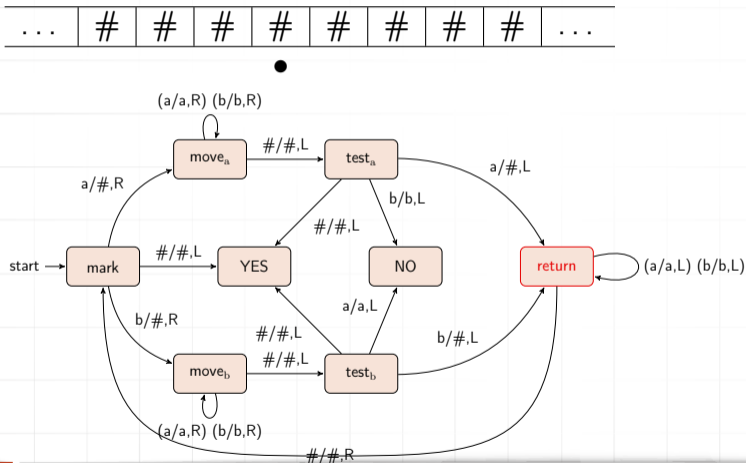 ... # # # # # # # # ...
(a/a,R) (b/b,R)
#/#,L
move_a
test_a
a/#,L
a/#,R
b/b,L
#/#,L
#/#,L
start
mark
YES
NO
return
(a/a,L) (b/b,L)
a/a,L
b/#,R
#/#,L
b/#,L
#/#,L
move_b
test_b
(a/a,R) (b/b,R)
#/#,R